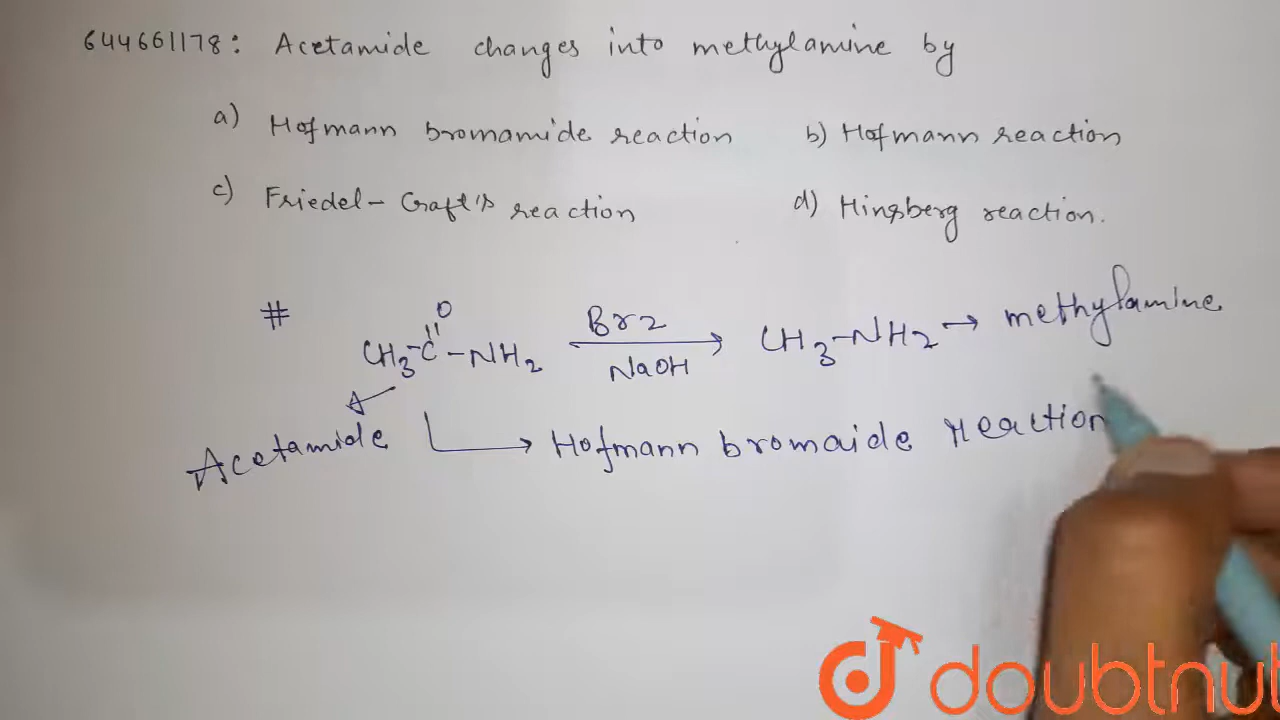 644661178: Acetamide changes into methylamine by
a) Hofmann bromamide reaction b) Hofmann reaction
c) Friedel- Craft's reaction d) Hinsberg reaction.
# CH3-C-NH2 Br2 NaOH CH3-NH2 → methylamine
O
Acetamide → Hofmann bromaide reaction
doubtnut